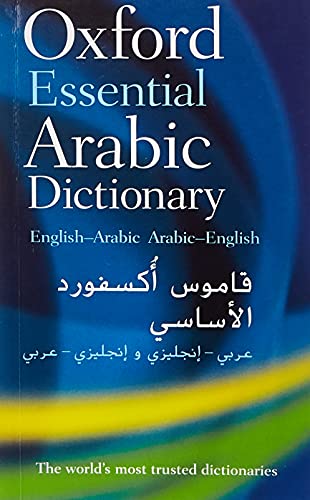 Oxford
Essential
Arabic
Dictionary
English–Arabic Arabic–English
قاموس أُكسفورد
الأساسي
عربي – إنجليزي و إنجليزي – عربي
The world's most trusted dictionaries